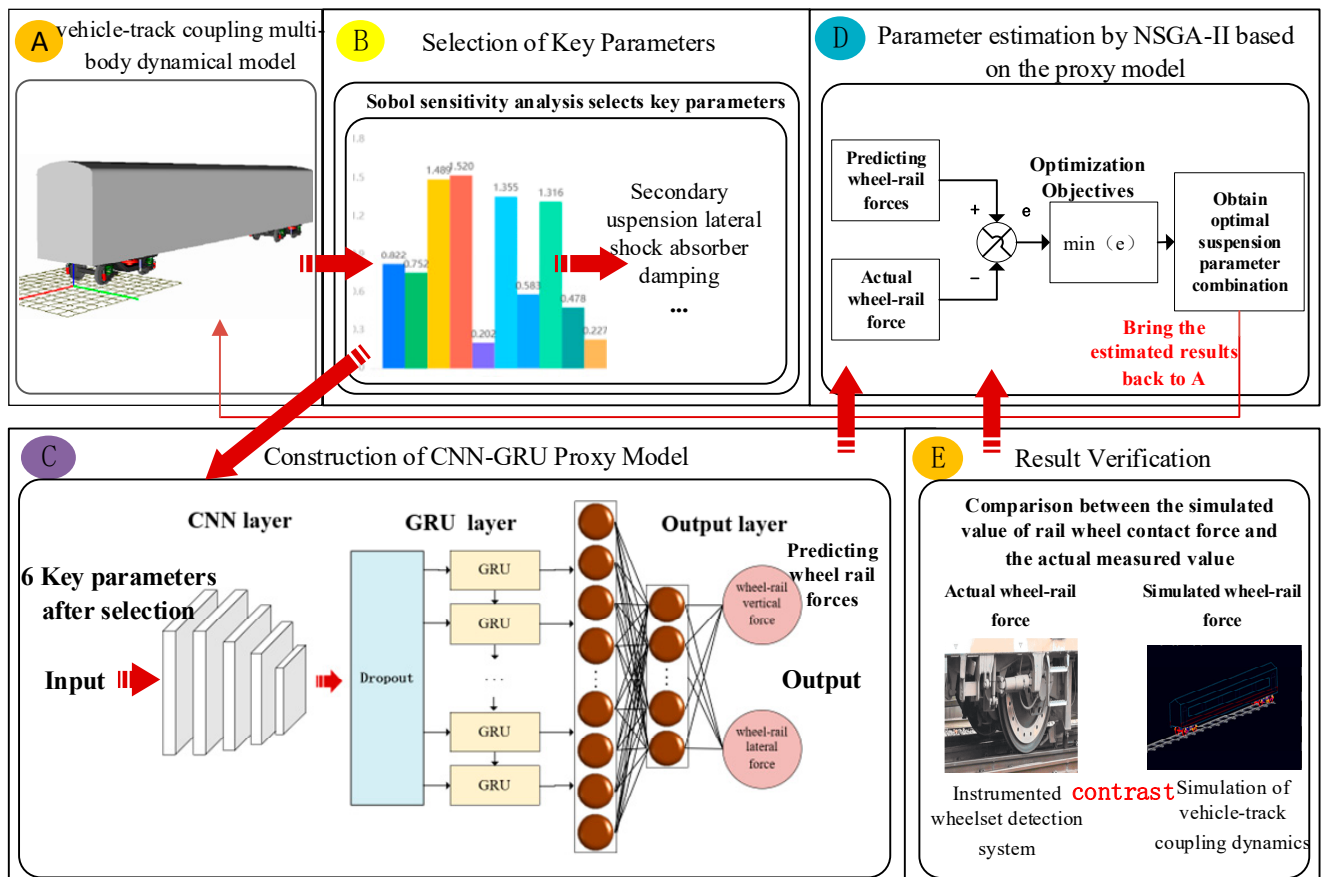 A
vehicle-track coupling multi-
body dynamical model
B
Selection of Key Parameters
Sobol sensitivity analysis selects key parameters
1.8
1.5
1.2
0.6
0.3
0.822
0.752
1.489
1.520
0.202
1.355
0.583
1.316
0.478
0.227
Secondary
uspension lateral
shock absorber
damping
...
D
Parameter estimation by NSGA-II based
on the proxy model
Predicting
wheel-rail
forces
Actual
wheel-rail
force
+
−
e
Optimization
Objectives
min（e）
Obtain
optimal
suspension
parameter
combination
Bring the
estimated results
back to A
C
Construction of CNN-GRU Proxy Model
CNN layer
GRU layer
Output layer
6 Key parameters
after selection
Input
Dropout
GRU
GRU
...
GRU
GRU
Predicting
wheel rail
forces
wheel-rail
vertical
force
Output
wheel-rail
lateral
force
E
Result Verification
Comparison between the simulated
value of rail wheel contact force and
the actual measured value
Actual wheel-rail
force
Simulated wheel-rail
force
Instrumented
wheelset detection
system
contrast
Simulation of
vehicle-track
coupling dynamics